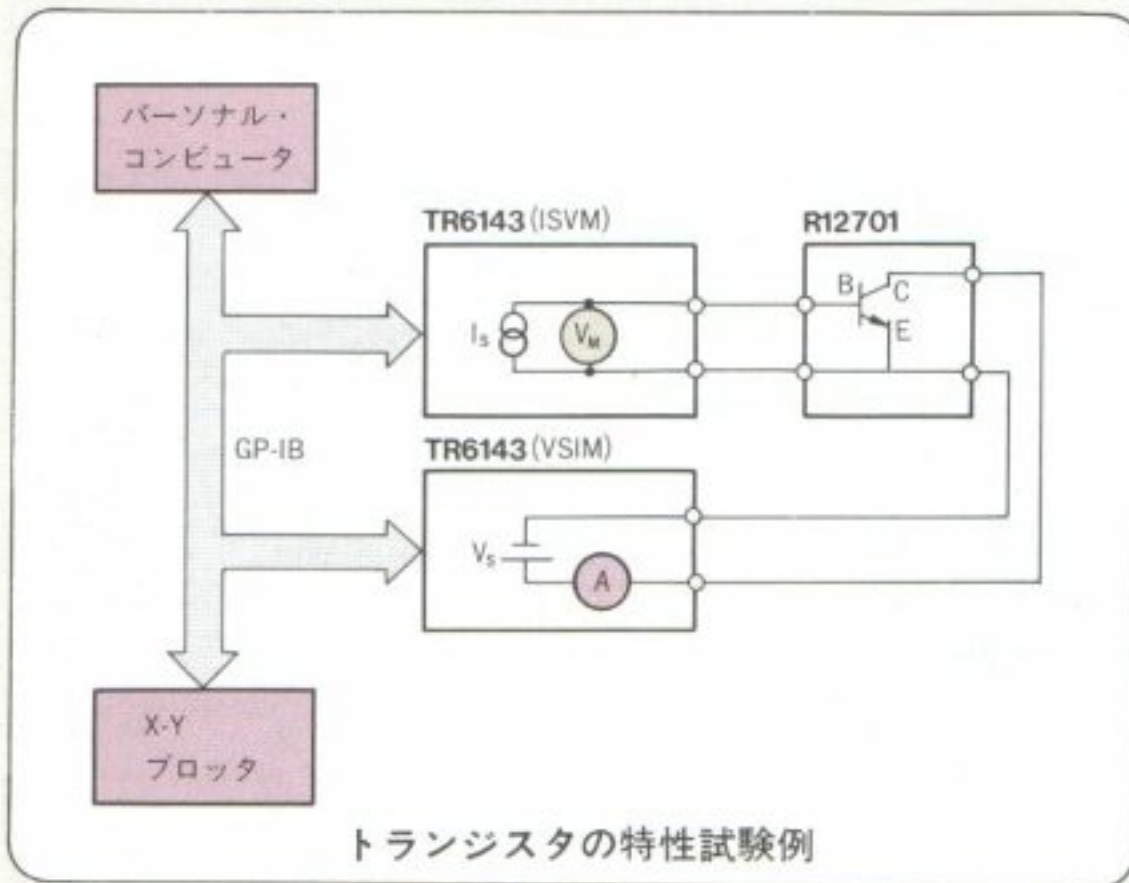 パーソナル・
コンピュータ
TR6143(ISVM)
R12701
B
C
E
Is
VM
GP-IB
TR6143(VSIM)
Vs
A
X-Y
プロッタ
トランジスタの特性試験例